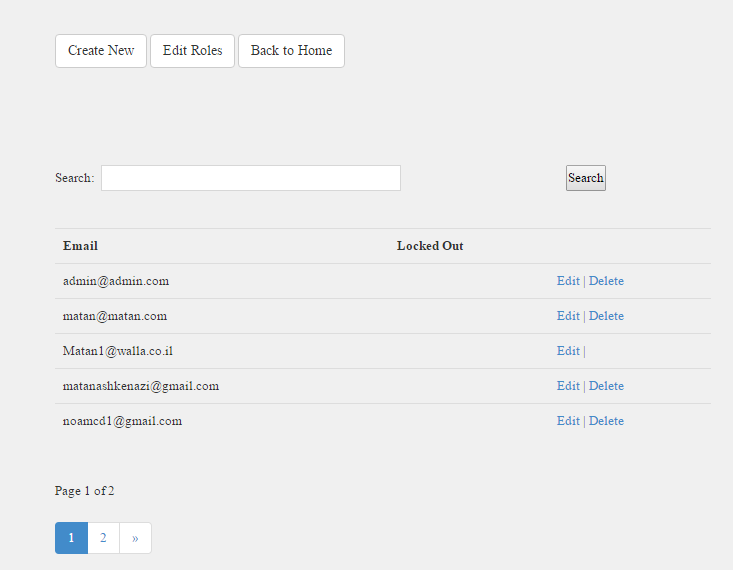 Create New Edit Roles Back to Home
Search: Search
Email Locked Out
admin@admin.com Edit | Delete
matan@matan.com Edit | Delete
Matan1@walla.co.il Edit |
matanashkenazi@gmail.com Edit | Delete
noamcd1@gmail.com Edit | Delete
Page 1 of 2
1 2 »